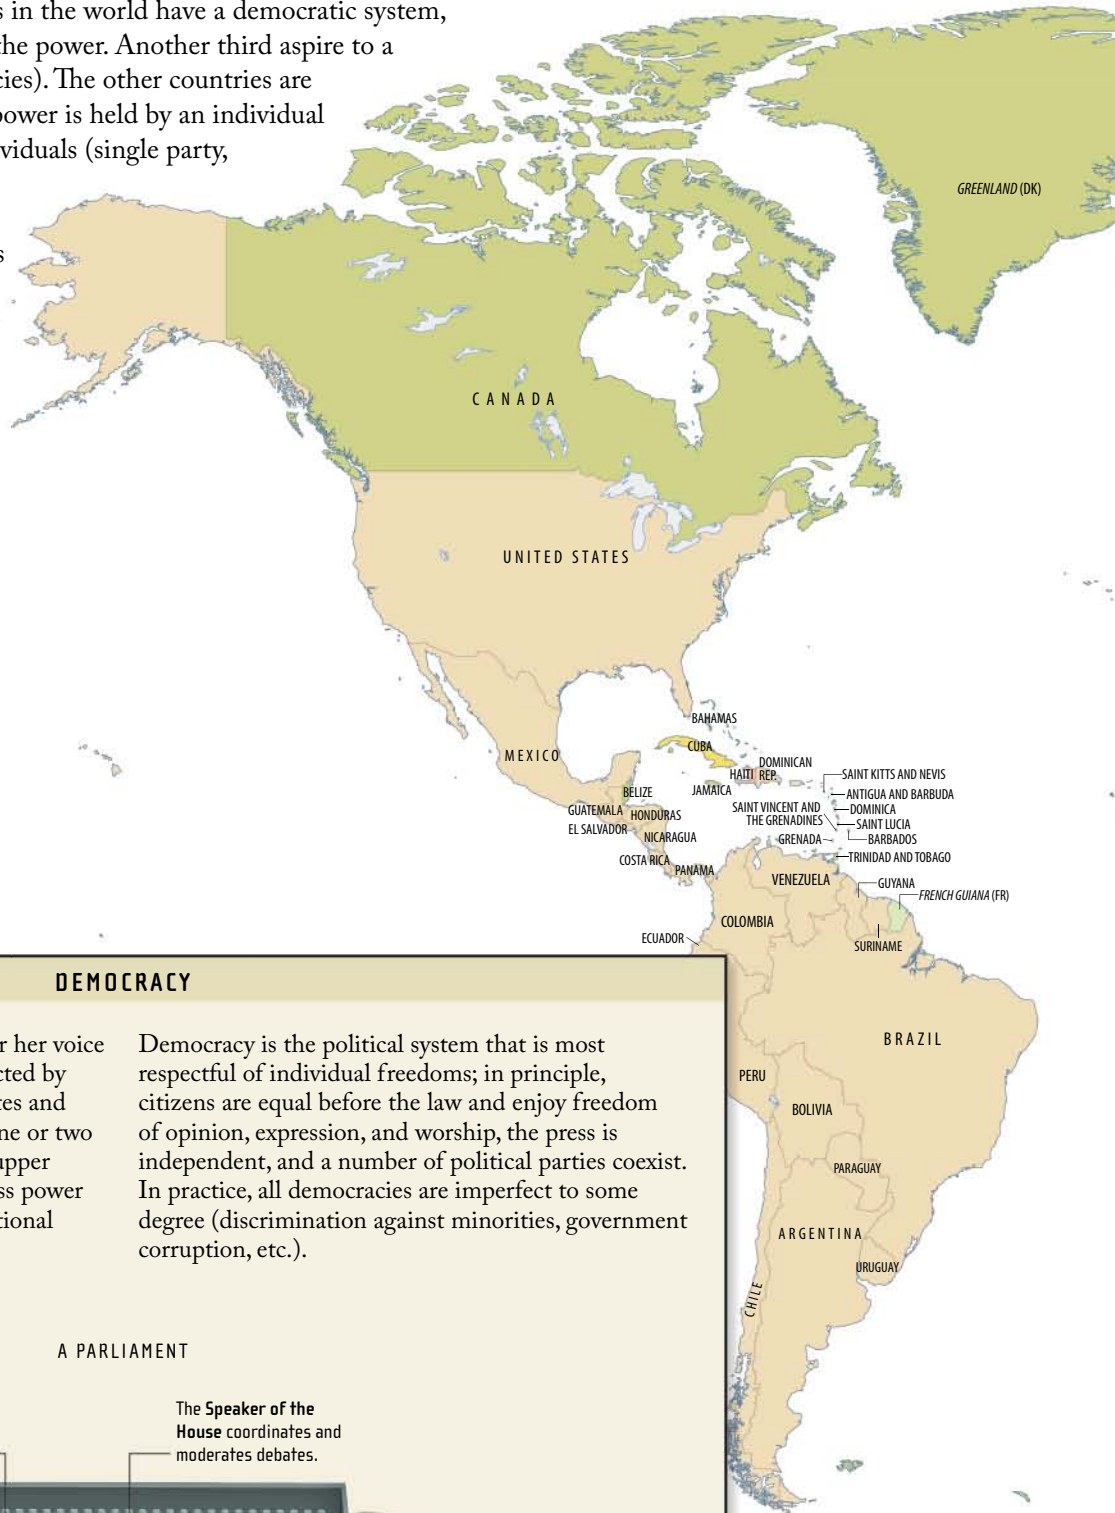 s in the world have a democratic system,
the power. Another third aspire to a
cies). The other countries are
power is held by an individual
viduals (single party,
s
GREENLAND (DK)
CANADA
UNITED STATES
BAHAMAS
CUBA
MEXICO
DOMINICAN
REP.
HAITI
SAINT KITTS AND NEVIS
BELIZE
JAMAICA
ANTIGUA AND BARBUDA
SAINT VINCENT AND
THE GRENADINES
DOMINICA
GUATEMALA
HONDURAS
SAINT LUCIA
EL SALVADOR
NICARAGUA
GRENADA
BARBADOS
COSTA RICA
PANAMA
TRINIDAD AND TOBAGO
VENEZUELA
GUYANA
FRENCH GUIANA (FR)
COLOMBIA
ECUADOR
SURINAME
BRAZIL
PERU
BOLIVIA
PARAGUAY
ARGENTINA
URUGUAY
CHILE
DEMOCRACY
r her voice
cted by
tes and
ne or two
upper
ss power
tional
Democracy is the political system that is most
respectful of individual freedoms; in principle,
citizens are equal before the law and enjoy freedom
of opinion, expression, and worship, the press is
independent, and a number of political parties coexist.
In practice, all democracies are imperfect to some
degree (discrimination against minorities, government
corruption, etc.).
A PARLIAMENT
The Speaker of the
House coordinates and
moderates debates.